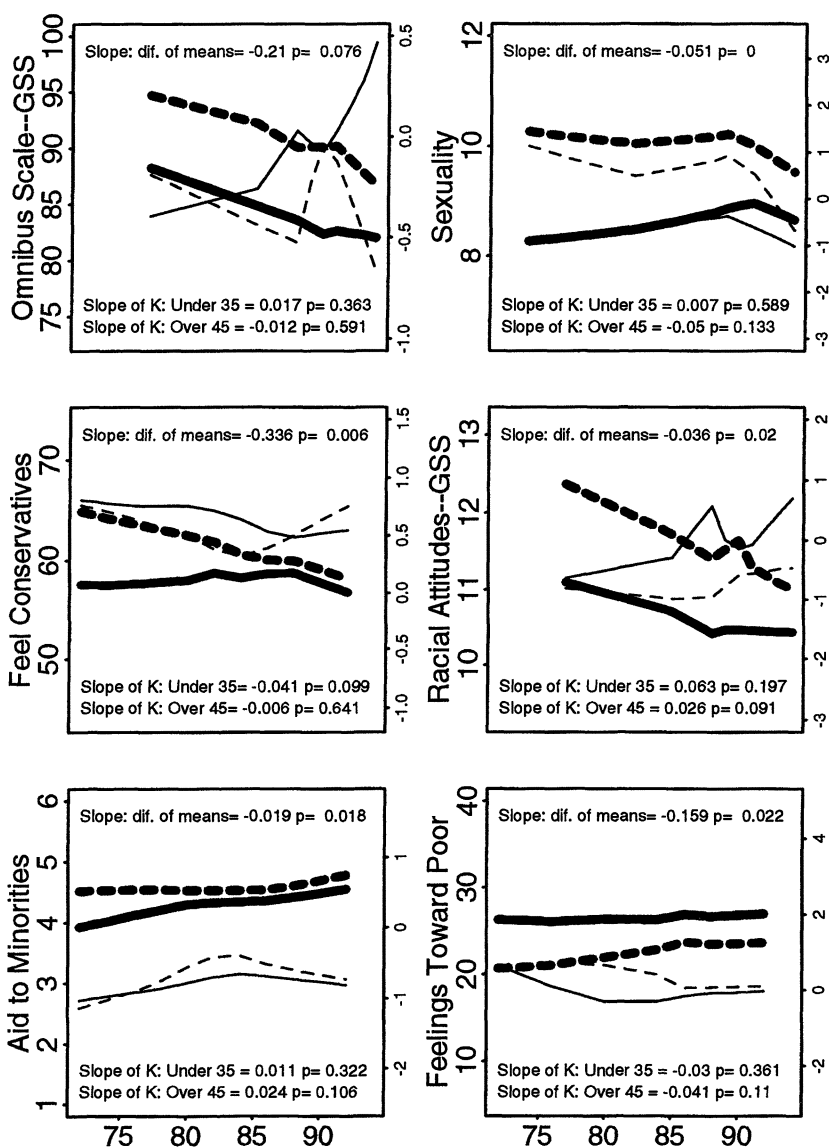 Omnibus Scale--GSS
100
95
90
85
80
75
Slope: dif. of means= -0.21 p= 0.076
Slope of K: Under 35 = 0.017 p= 0.363
Slope of K: Over 45 = -0.012 p= 0.591
0.5
0.0
-0.5
-1.0
Sexuality
12
10
8
Slope: dif. of means= -0.051 p= 0
Slope of K: Under 35 = 0.007 p= 0.589
Slope of K: Over 45 = -0.05 p= 0.133
3
2
1
0
-1
-2
-3
Feel Conservatives
70
60
50
Slope: dif. of means= -0.336 p= 0.006
Slope of K: Under 35= -0.041 p= 0.099
Slope of K: Over 45= -0.006 p= 0.641
1.5
1.0
0.5
0.0
-0.5
-1.0
Racial Attitudes--GSS
13
12
11
10
Slope: dif. of means= -0.036 p= 0.02
Slope of K: Under 35 = 0.063 p= 0.197
Slope of K: Over 45 = 0.026 p= 0.091
2
1
0
-1
-2
-3
Aid to Minorities
6
5
4
3
2
1
Slope: dif. of means= -0.019 p= 0.018
Slope of K: Under 35 = 0.011 p= 0.322
Slope of K: Over 45 = 0.024 p= 0.106
1
0
-1
-2
75 80 85 90
Feelings Toward Poor
40
30
20
10
Slope: dif. of means= -0.159 p= 0.022
Slope of K: Under 35 = -0.03 p= 0.361
Slope of K: Over 45 = -0.041 p= 0.11
4
2
0
-2
75 80 85 90